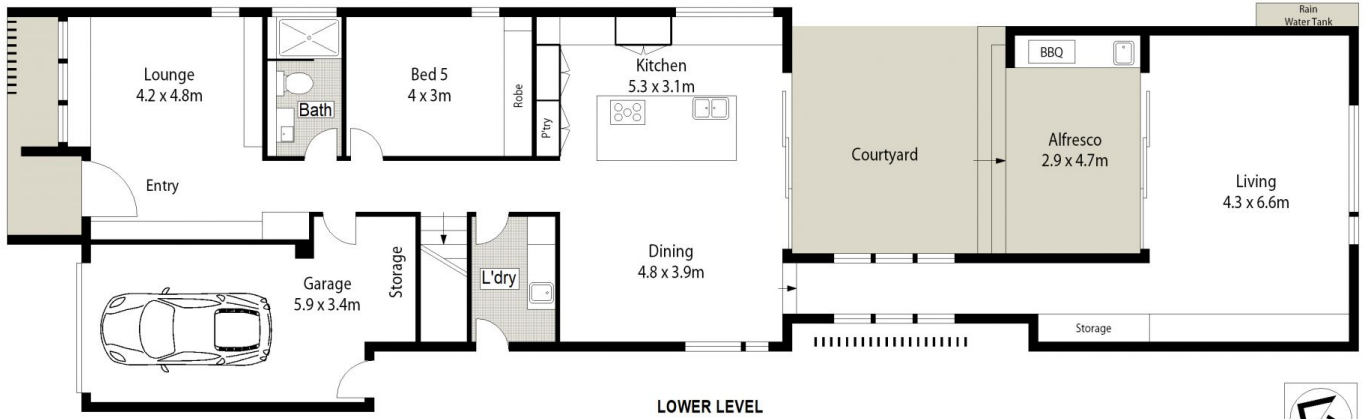 Rain
Water Tank
Lounge
4.2 x 4.8m
Bath
Bed 5
4 x 3m
Robe
P'try
Kitchen
5.3 x 3.1m
Courtyard
BBQ
Alfresco
2.9 x 4.7m
Living
4.3 x 6.6m
Entry
Garage
5.9 x 3.4m
Storage
L'dry
Dining
4.8 x 3.9m
Storage
LOWER LEVEL